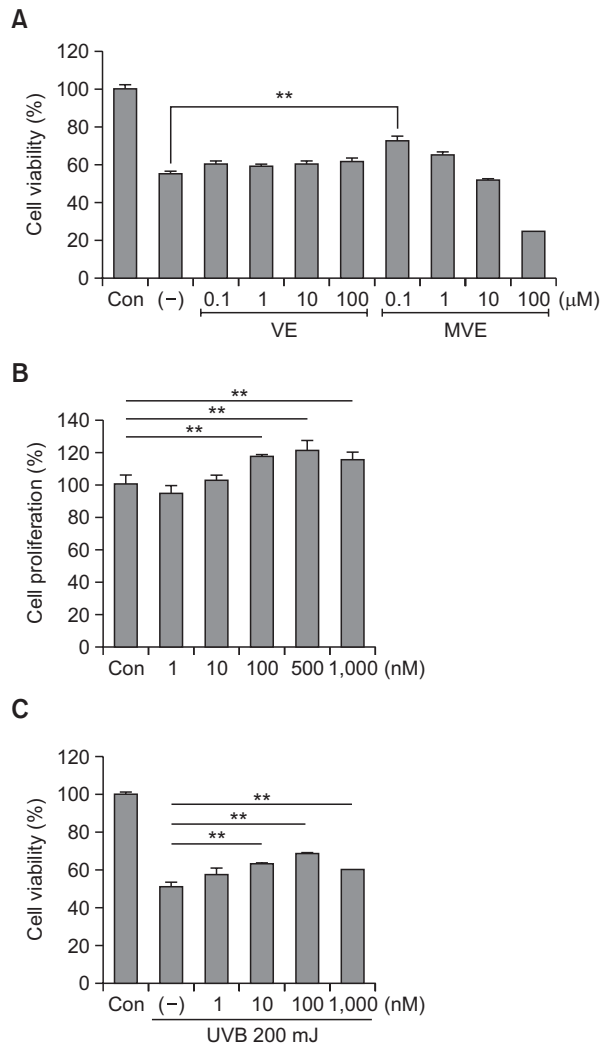 A
120
100
80
60
40
20
0
Cell viability (%)
**
Con (−) 0.1 1 10 100 0.1 1 10 100 (μM)
VE MVE
B
140
120
100
80
60
40
20
0
Cell proliferation (%)
**
**
**
Con 1 10 100 500 1,000 (nM)
C
120
100
80
60
40
20
0
Cell viability (%)
**
**
**
Con (−) 1 10 100 1,000 (nM)
UVB 200 mJ